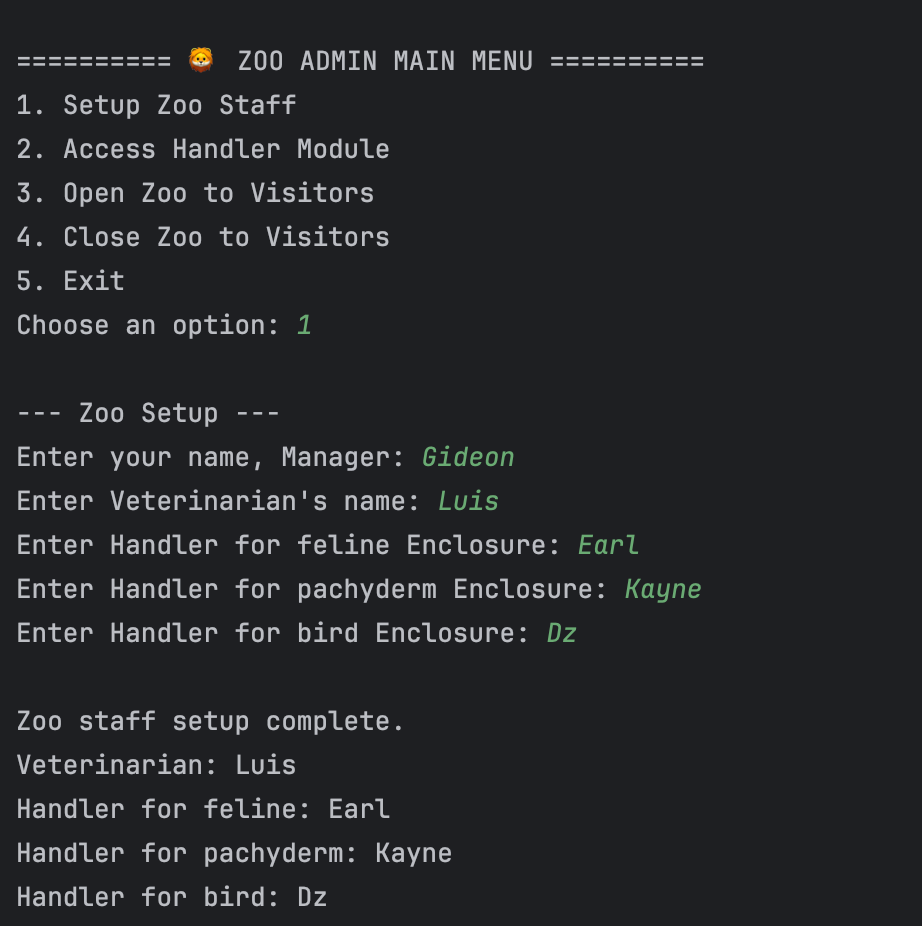 ========== 🦁 ZOO ADMIN MAIN MENU ==========
1. Setup Zoo Staff
2. Access Handler Module
3. Open Zoo to Visitors
4. Close Zoo to Visitors
5. Exit
Choose an option: 1
--- Zoo Setup ---
Enter your name, Manager: Gideon
Enter Veterinarian's name: Luis
Enter Handler for feline Enclosure: Earl
Enter Handler for pachyderm Enclosure: Kayne
Enter Handler for bird Enclosure: Dz
Zoo staff setup complete.
Veterinarian: Luis
Handler for feline: Earl
Handler for pachyderm: Kayne
Handler for bird: Dz